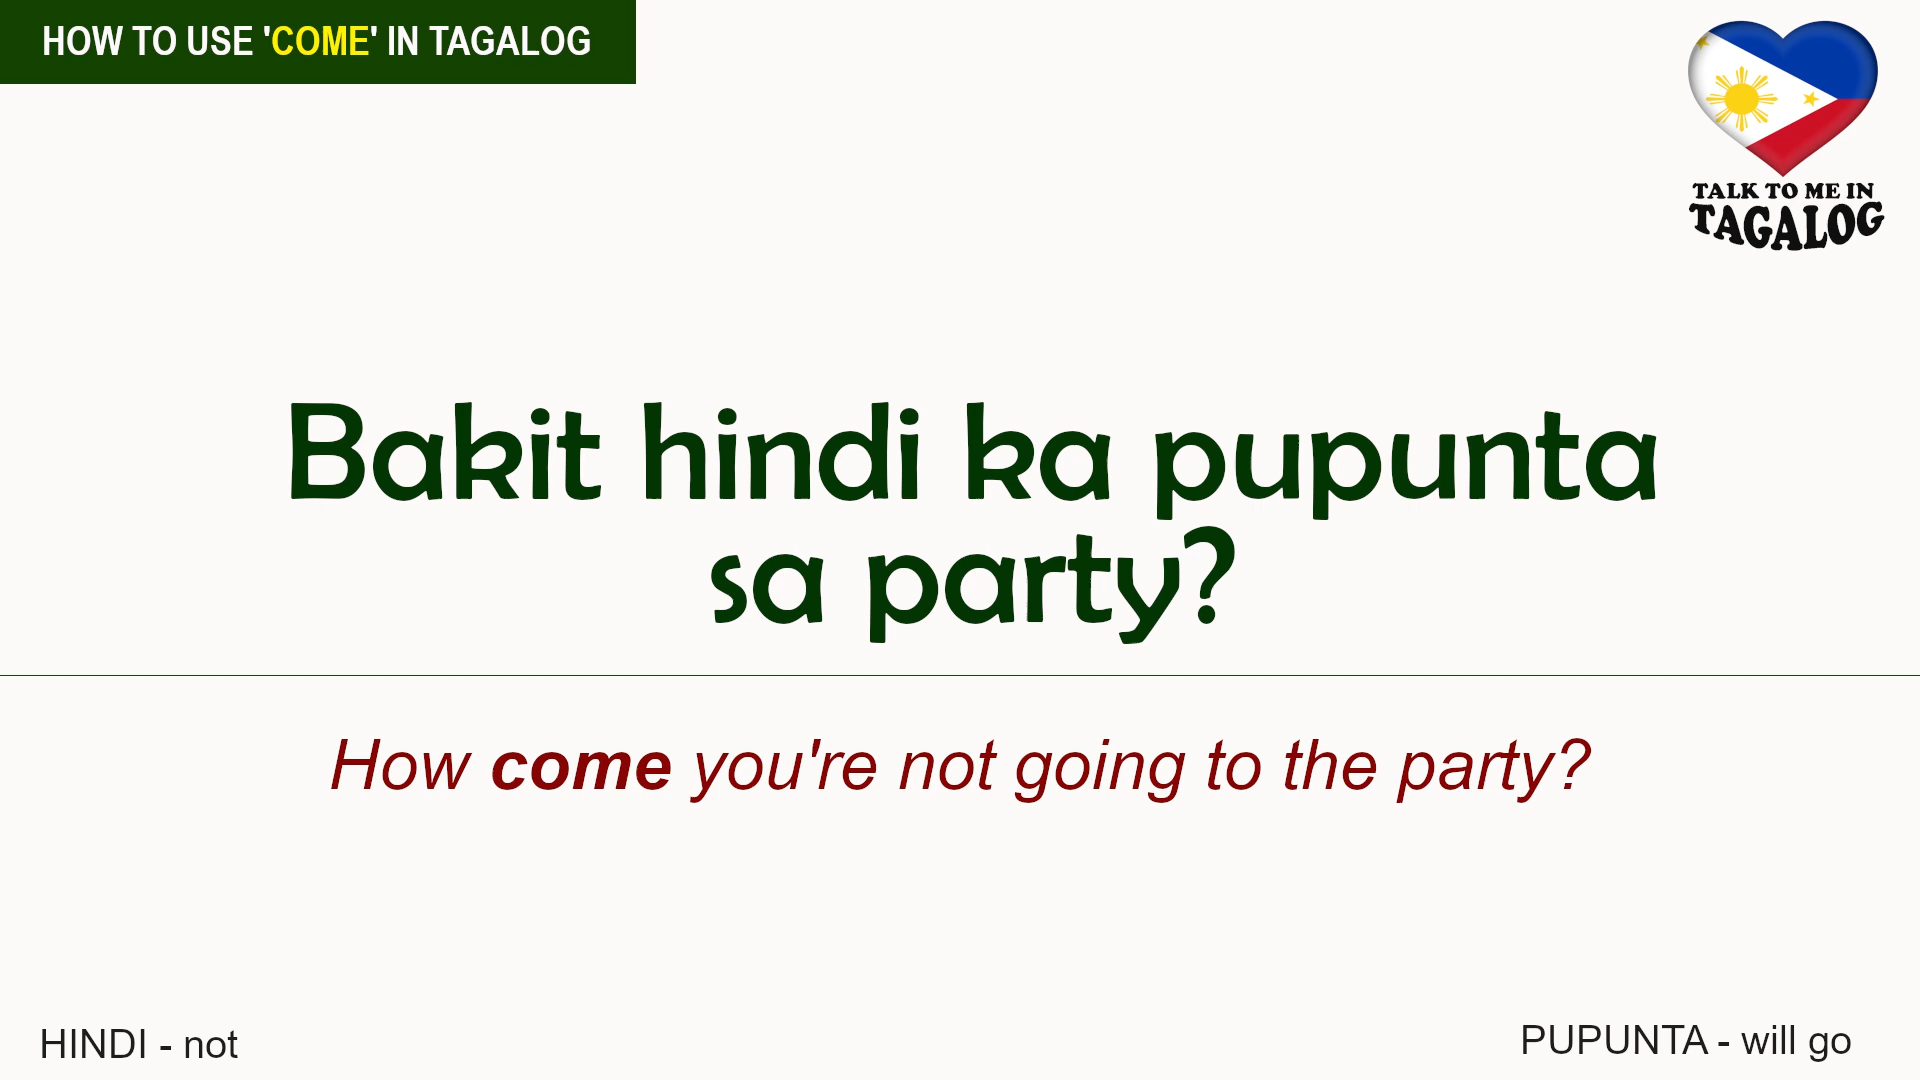 HOW TO USE 'COME' IN TAGALOG
TALK TO ME IN
TAGALOG
Bakit hindi ka pupunta
sa party?
How come you're not going to the party?
HINDI - not
PUPUNTA - will go